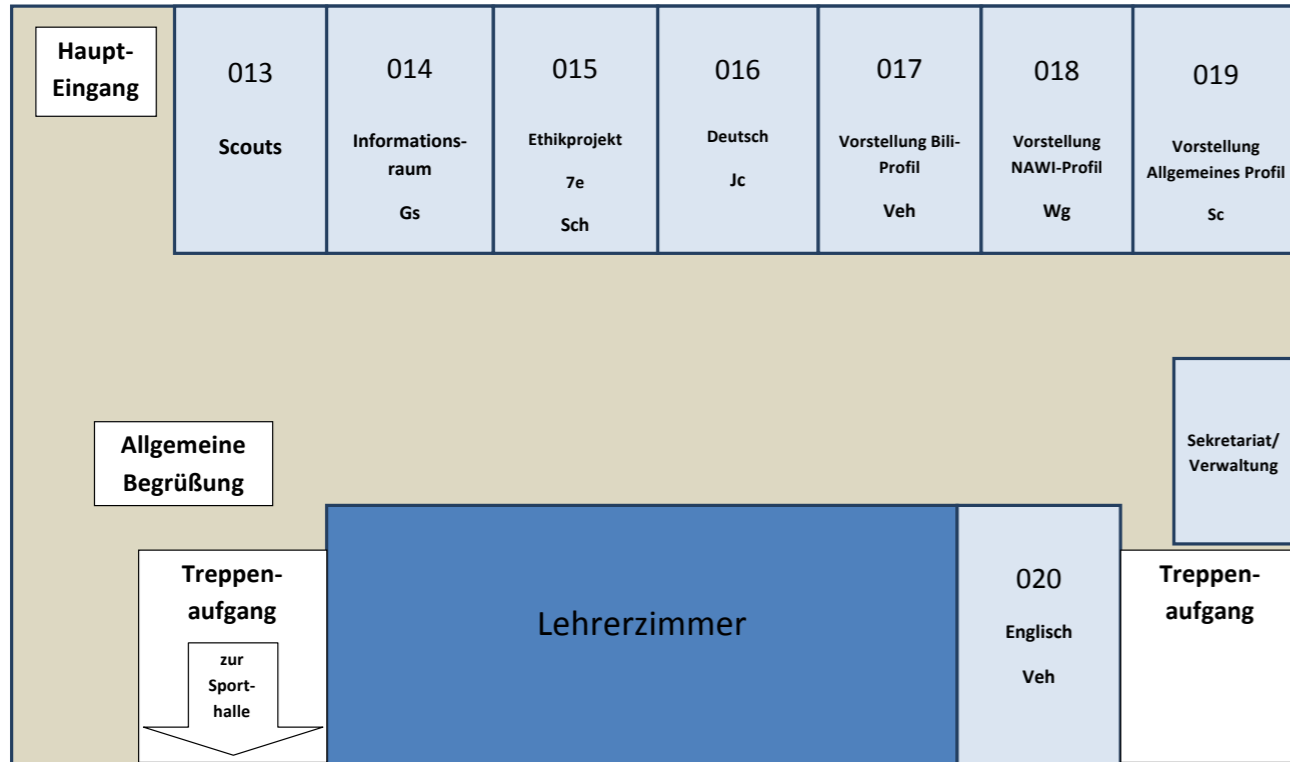 Haupt-
Eingang
013
Scouts
014
Informations-
raum
Gs
015
Ethikprojekt
7e
Sch
016
Deutsch
Jc
017
Vorstellung Bili-
Profil
Veh
018
Vorstellung
NAWI-Profil
Wg
019
Vorstellung
Allgemeines Profil
Sc
Allgemeine
Begrüßung
Sekretariat/
Verwaltung
Treppen-
aufgang
zur
Sport-
halle
Lehrerzimmer
020
Englisch
Veh
Treppen-
aufgang